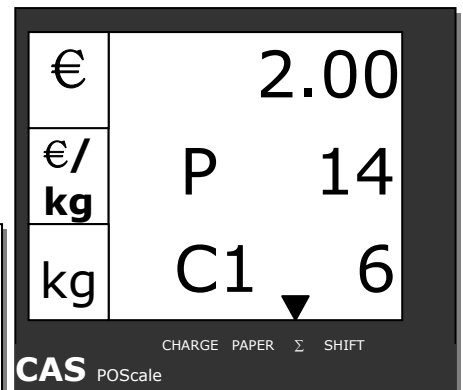 € 2.00
€/kg P 14
kg C1 6
CHARGE PAPER Σ SHIFT
CAS POScale